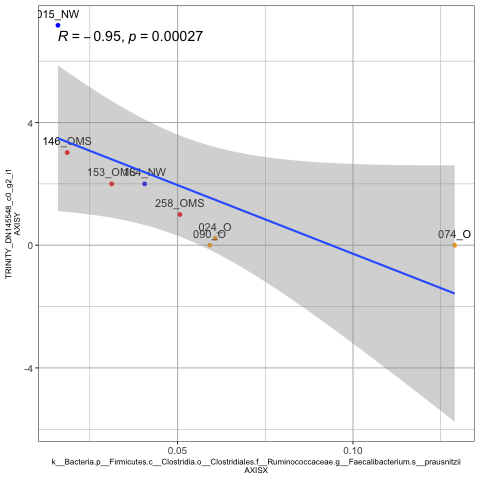 015_NW
R = −0.95, p = 0.00027
146_OMS
153_OMS
164_NW
258_OMS
024_O
090_O
074_O
4
0
-4
0.05
0.10
TRINITY_DN145548_c0_g2_i1
AXISY
k__Bacteria.p__Firmicutes.c__Clostridia.o__Clostridiales.f__Ruminococcaceae.g__Faecalibacterium.s__prausnitzii
AXISX